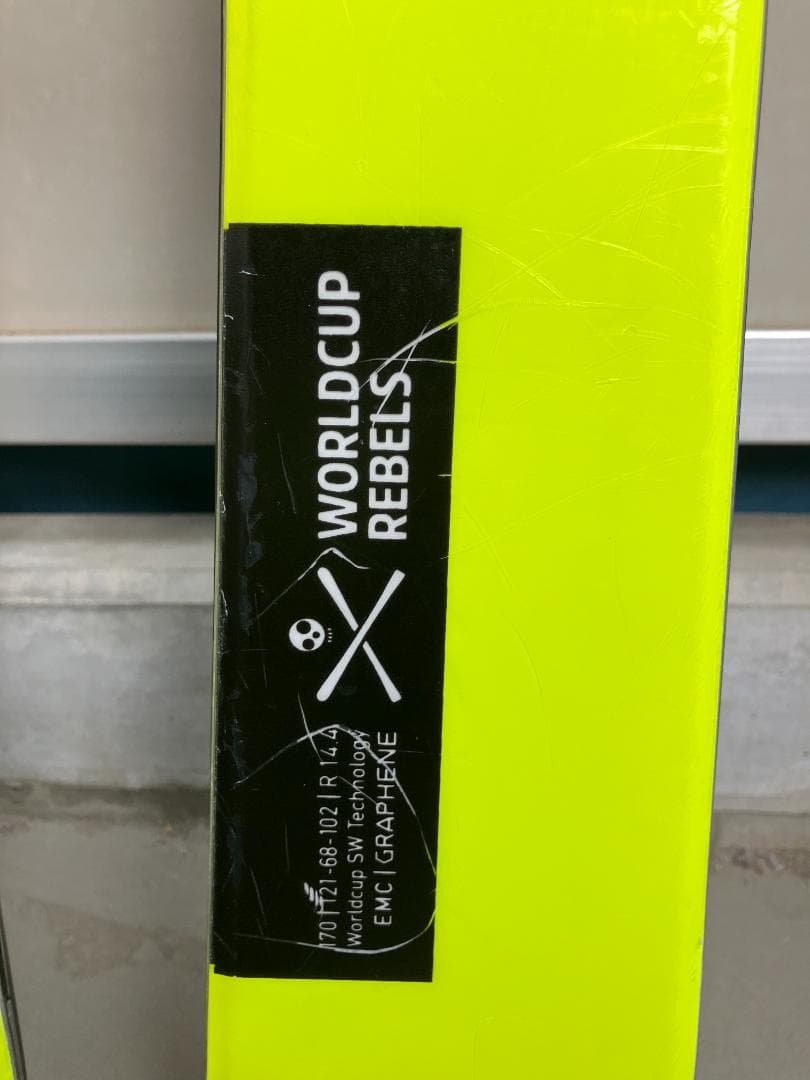 WORLDCUP
REBELS
170 | 121-68-102 | R 14.4
Worldcup SW Technology
EMC | GRAPHENE